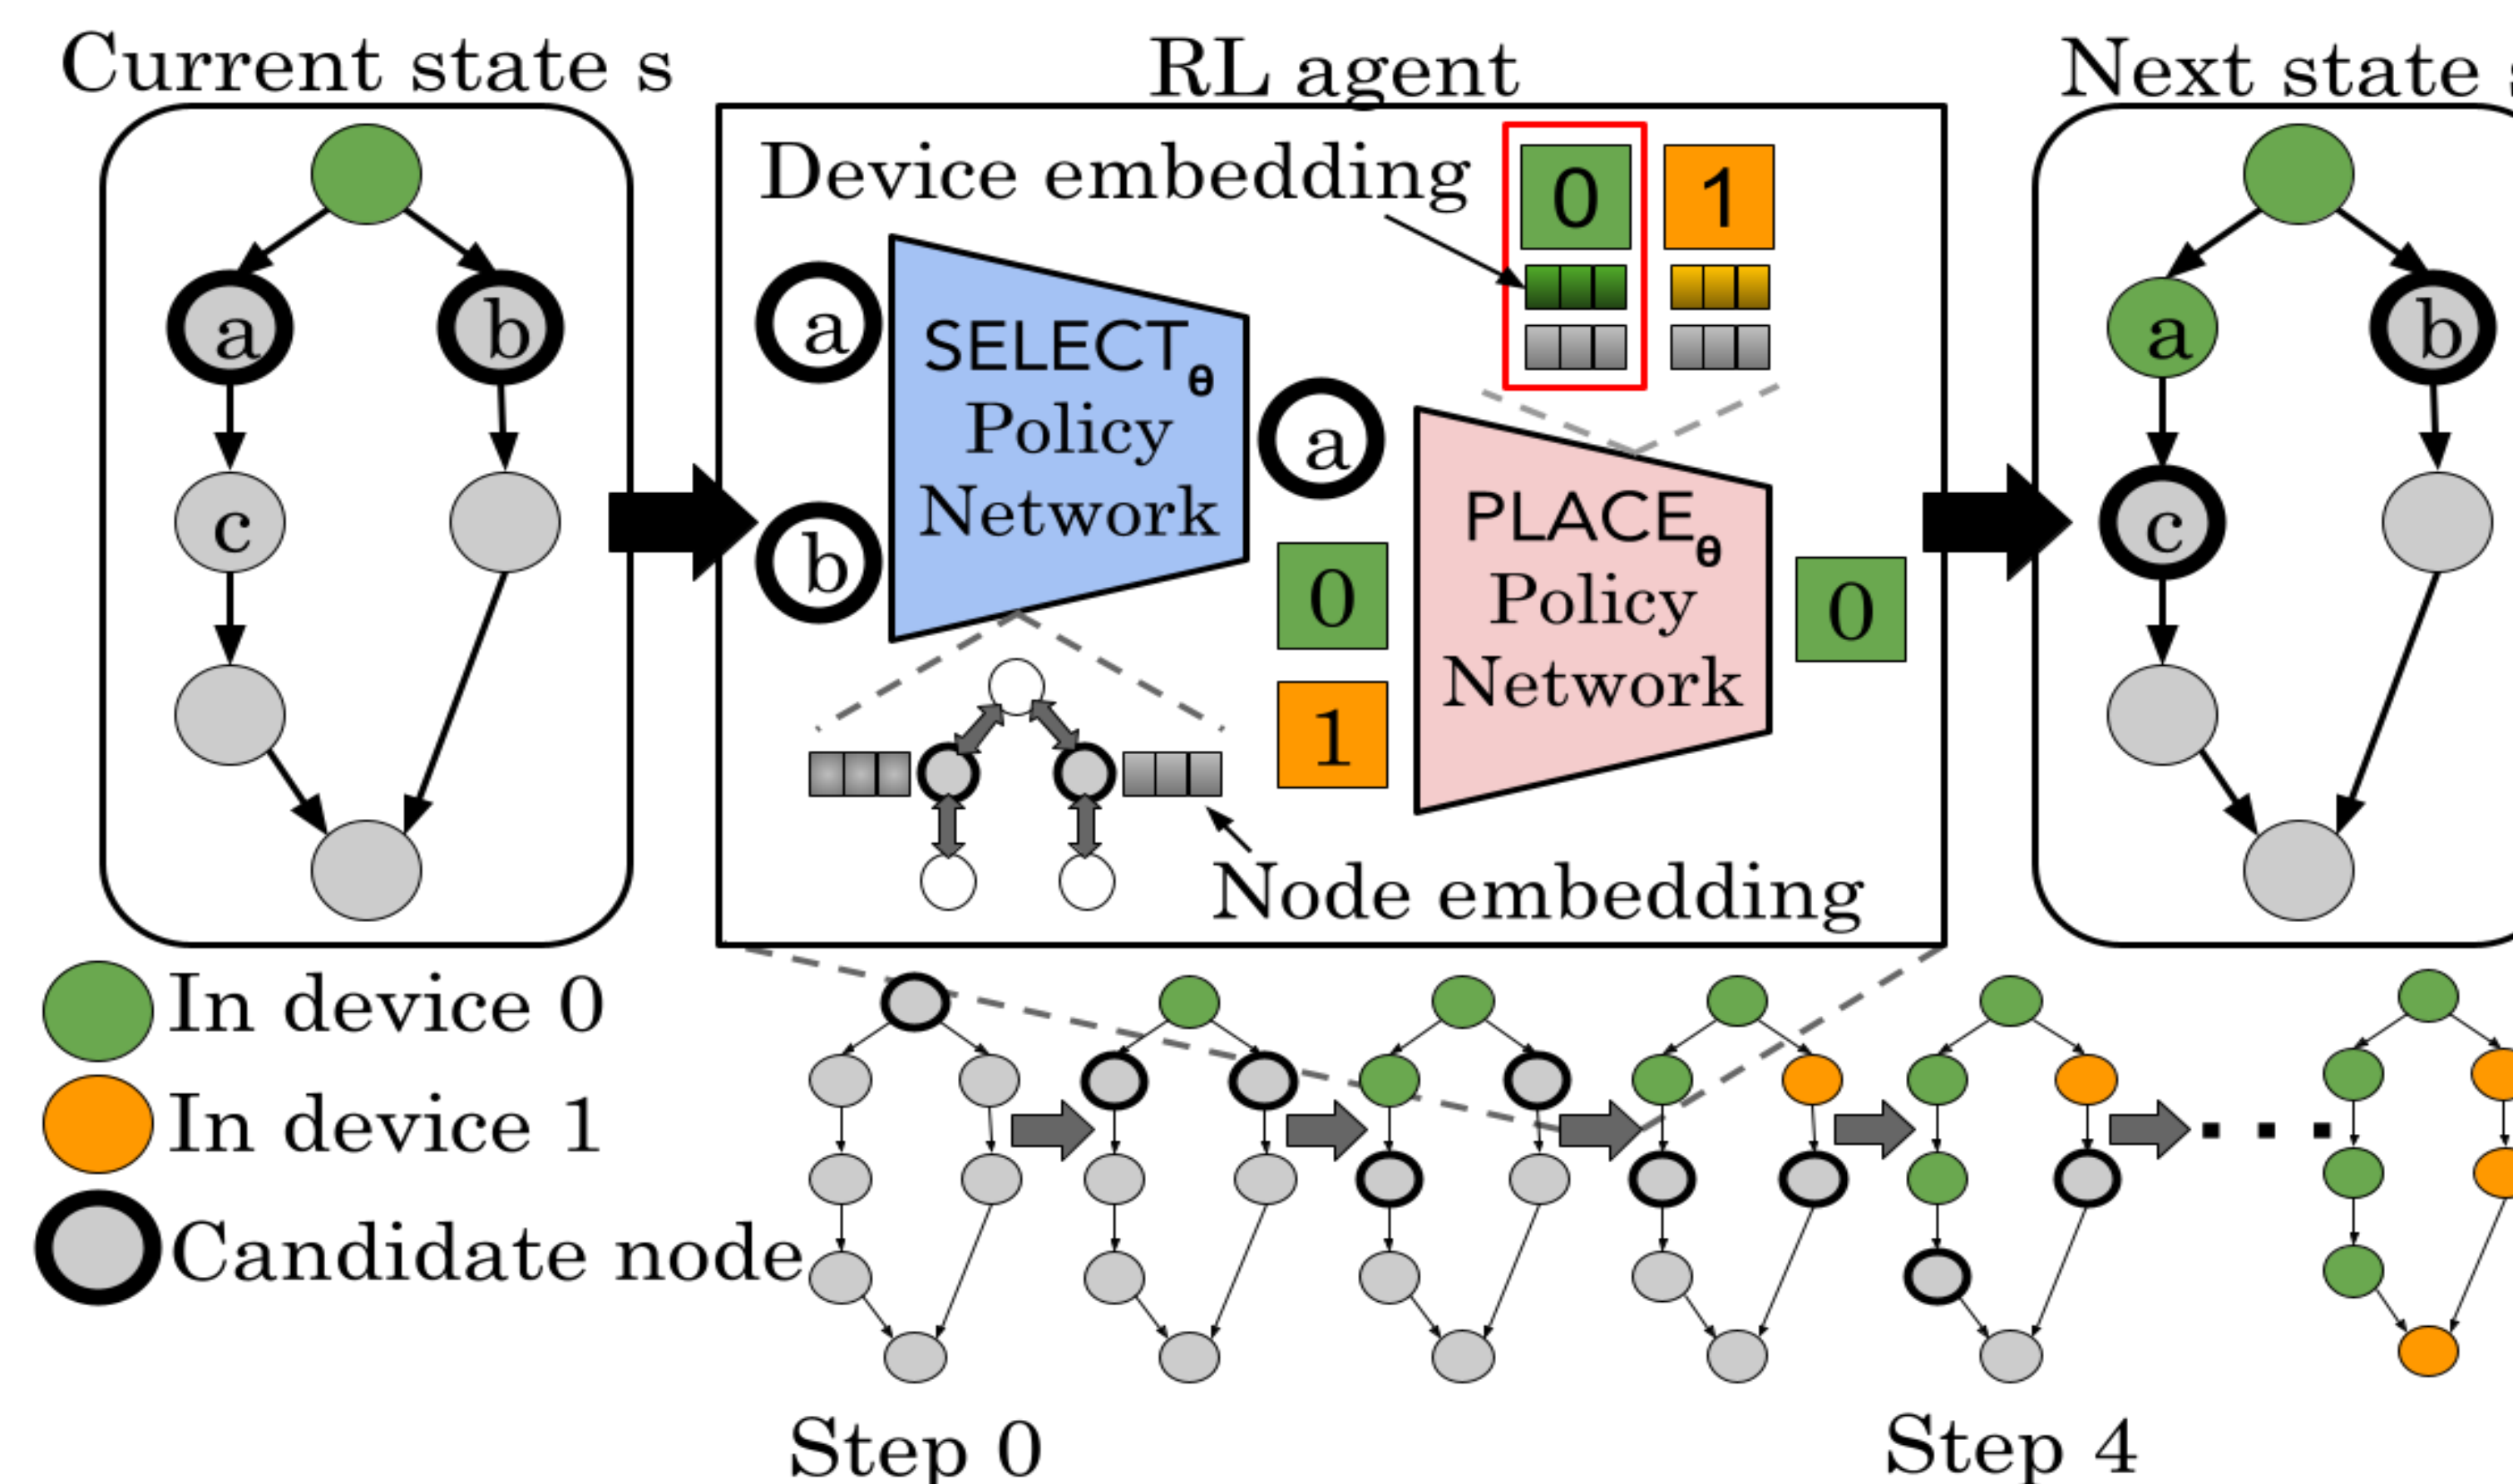 Current state s
RL agent
Next state
Device embedding
0
1
a
b
c
a
b
SELECTθ
Policy
Network
a
0
1
PLACEθ
Policy
Network
0
Node embedding
a
b
c
In device 0
In device 1
Candidate node
...
Step 0
Step 4